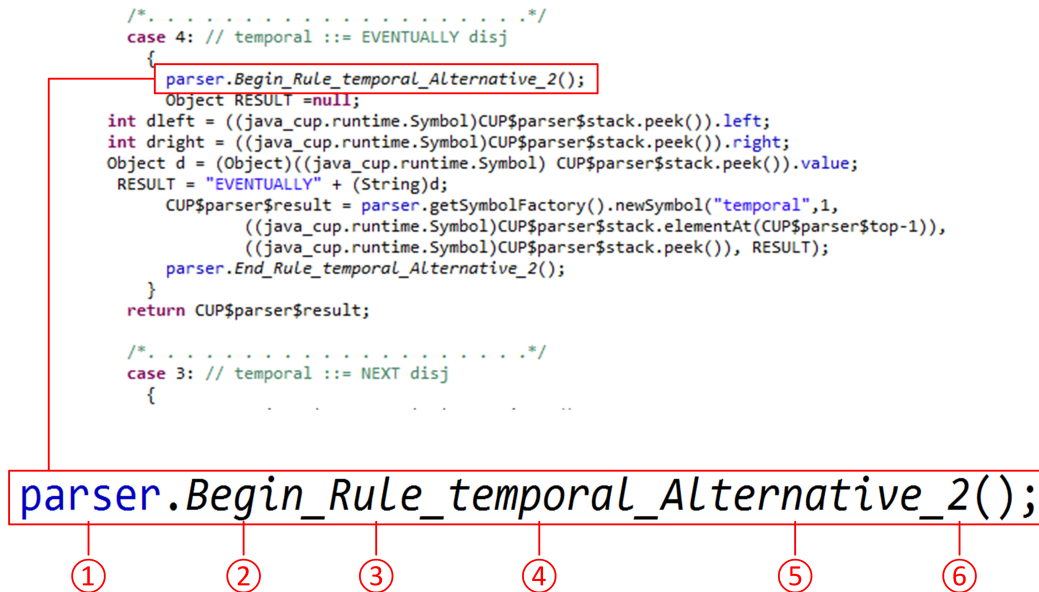 /*. . . . . . . . . . . . . . . . . . . . .*/
case 4: // temporal ::= EVENTUALLY disj
{
parser.Begin_Rule_temporal_Alternative_2();
Object RESULT =null;
int dleft = ((java_cup.runtime.Symbol)CUP$parser$stack.peek()).left;
int dright = ((java_cup.runtime.Symbol)CUP$parser$stack.peek()).right;
Object d = (Object)((java_cup.runtime.Symbol) CUP$parser$stack.peek()).value;
RESULT = "EVENTUALLY" + (String)d;
CUP$parser$result = parser.getSymbolFactory().newSymbol("temporal",1,
((java_cup.runtime.Symbol)CUP$parser$stack.elementAt(CUP$parser$top-1)),
((java_cup.runtime.Symbol)CUP$parser$stack.peek()), RESULT);
parser.End_Rule_temporal_Alternative_2();
}
return CUP$parser$result;
/*. . . . . . . . . . . . . . . . . . . . .*/
case 3: // temporal ::= NEXT disj
{
parser.Begin_Rule_temporal_Alternative_2();
① ② ③ ④ ⑤ ⑥